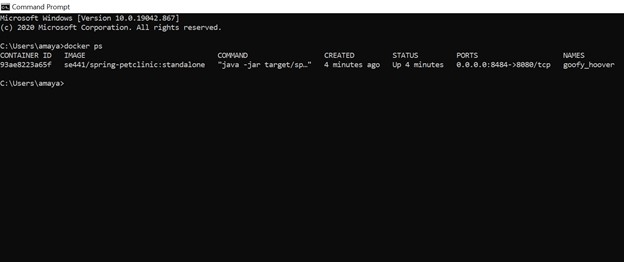 Command Prompt
Microsoft Windows [Version 10.0.19042.867]
(c) 2020 Microsoft Corporation. All rights reserved.
C:\Users\amaya>docker ps
CONTAINER ID   IMAGE                              COMMAND                  CREATED         STATUS         PORTS                    NAMES
93ae8223a65f   se441/spring-petclinic:standalone   "java -jar target/sp…"   4 minutes ago   Up 4 minutes   0.0.0.0:8484->8080/tcp   goofy_hoover
C:\Users\amaya>